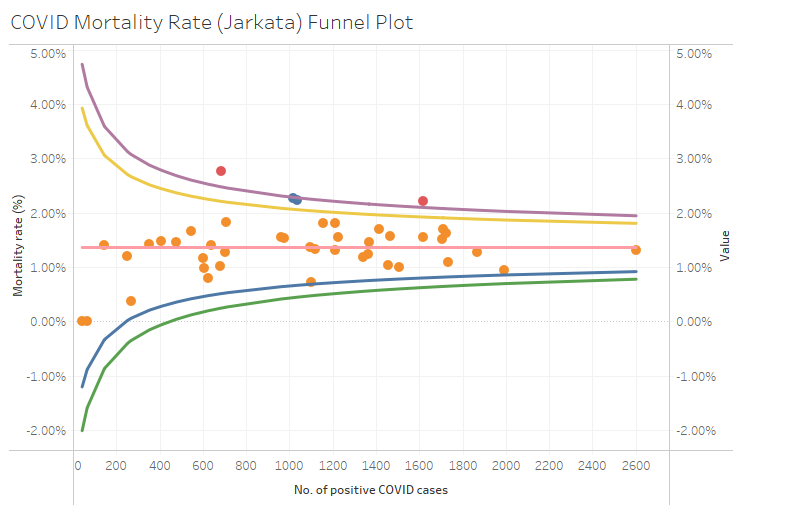 COVID Mortality Rate (Jarkata) Funnel Plot
5.00% 5.00%
4.00% 4.00%
3.00% 3.00%
2.00% 2.00%
1.00% 1.00%
0.00% 0.00%
-1.00% -1.00%
-2.00% -2.00%
Mortality rate (%)
Value
0 200 400 600 800 1000 1200 1400 1600 1800 2000 2200 2400 2600
No. of positive COVID cases